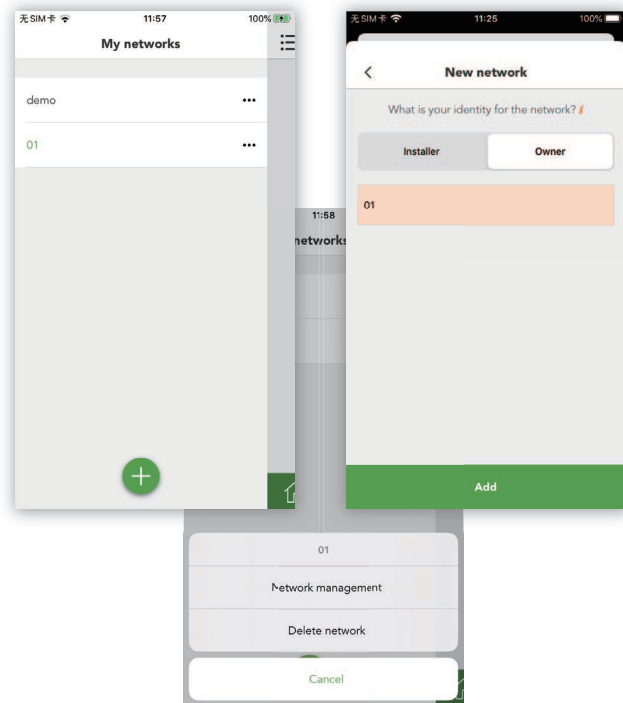 无SIM卡 11:57 100%
My networks
demo
01
无SIM卡 11:25 100%
New network
What is your identity for the network? i
Installer Owner
01
Add
11:58
networks
01
Network management
Delete network
Cancel